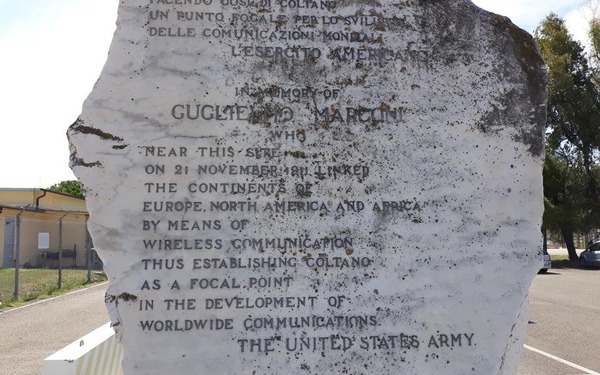 FACENDO COSI DI COLTANO
UN PUNTO FOCALE PER LO SVILUPPO
DELLE COMUNICAZIONI MONDIALI
L'ESERCITO AMERICANO
IN MEMORY OF
GUGLIELMO MARCONI
WHO
NEAR THIS SITE
ON 21 NOVEMBER 1911 LINKED
THE CONTINENTS OF
EUROPE, NORTH AMERICA AND AFRICA
BY MEANS OF
WIRELESS COMMUNICATION
THUS ESTABLISHING COLTANO
AS A FOCAL POINT
IN THE DEVELOPMENT OF
WORLDWIDE COMMUNICATIONS
THE UNITED STATES ARMY.